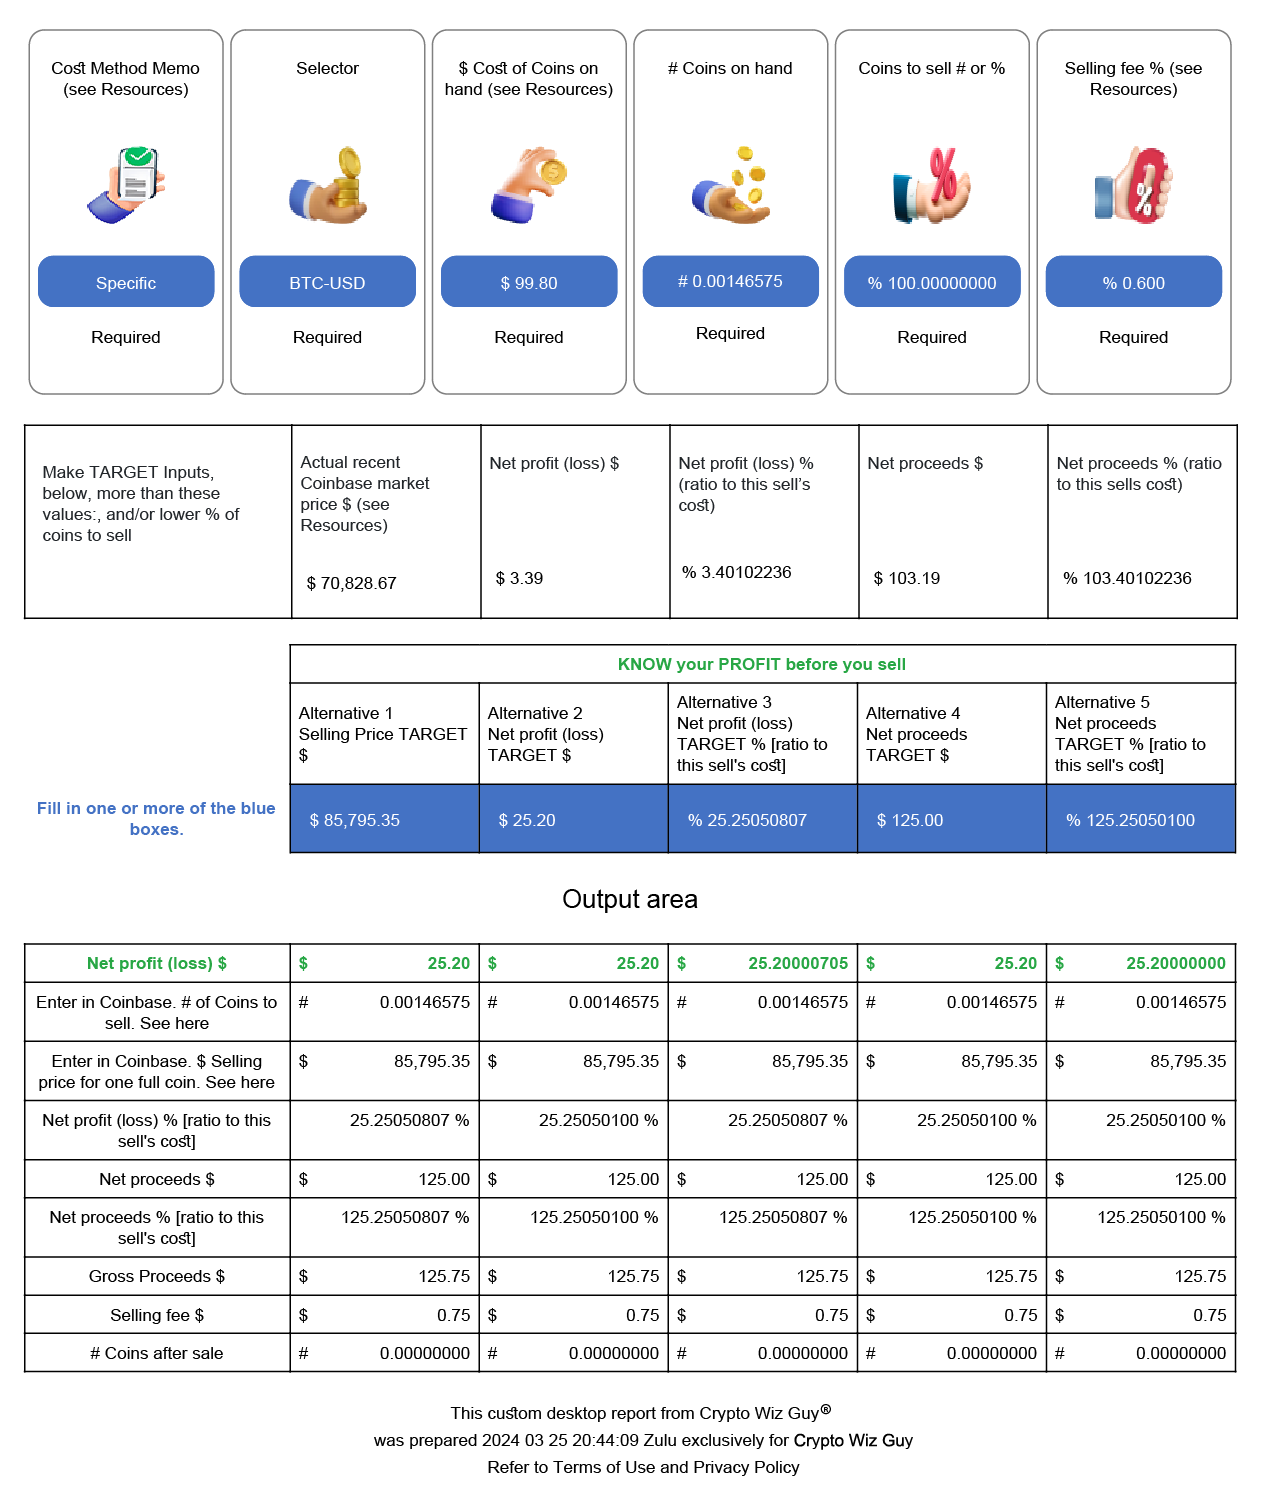 Cost Method Memo
(see Resources)
Specific
Required
Selector
BTC-USD
Required
$ Cost of Coins on
hand (see Resources)
$ 99.80
Required
# Coins on hand
# 0.00146575
Required
Coins to sell # or %
%
% 100.00000000
Required
Selling fee % (see
Resources)
%
% 0.600
Required
Make TARGET Inputs,
below, more than these
values:, and/or lower % of
coins to sell
Actual recent
Coinbase market
price $ (see
Resources)
$ 70,828.67
Net profit (loss) $
$ 3.39
Net profit (loss) %
(ratio to this sell’s
cost)
% 3.40102236
Net proceeds $
$ 103.19
Net proceeds % (ratio
to this sells cost)
% 103.40102236
KNOW your PROFIT before you sell
Alternative 1
Selling Price TARGET
$
Alternative 2
Net profit (loss)
TARGET $
Alternative 3
Net profit (loss)
TARGET % [ratio to
this sell's cost]
Alternative 4
Net proceeds
TARGET $
Alternative 5
Net proceeds
TARGET % [ratio to
this sell's cost]
Fill in one or more of the blue
boxes.
$ 85,795.35
$ 25.20
% 25.25050807
$ 125.00
% 125.25050100
Output area
Net profit (loss) $ $ 25.20 $ 25.20 $ 25.20000705 $ 25.20 $ 25.20000000
Enter in Coinbase. # of Coins to
sell. See here
# 0.00146575 # 0.00146575 # 0.00146575 # 0.00146575 # 0.00146575
Enter in Coinbase. $ Selling
price for one full coin. See here
$ 85,795.35 $ 85,795.35 $ 85,795.35 $ 85,795.35 $ 85,795.35
Net profit (loss) % [ratio to this
sell's cost]
25.25050807 % 25.25050100 % 25.25050807 % 25.25050100 % 25.25050100 %
Net proceeds $ $ 125.00 $ 125.00 $ 125.00 $ 125.00 $ 125.00
Net proceeds % [ratio to this
sell's cost]
125.25050807 % 125.25050100 % 125.25050807 % 125.25050100 % 125.25050100 %
Gross Proceeds $ $ 125.75 $ 125.75 $ 125.75 $ 125.75 $ 125.75
Selling fee $ $ 0.75 $ 0.75 $ 0.75 $ 0.75 $ 0.75
# Coins after sale # 0.00000000 # 0.00000000 # 0.00000000 # 0.00000000 # 0.00000000
This custom desktop report from Crypto Wiz Guy®
was prepared 2024 03 25 20:44:09 Zulu exclusively for Crypto Wiz Guy
Refer to Terms of Use and Privacy Policy